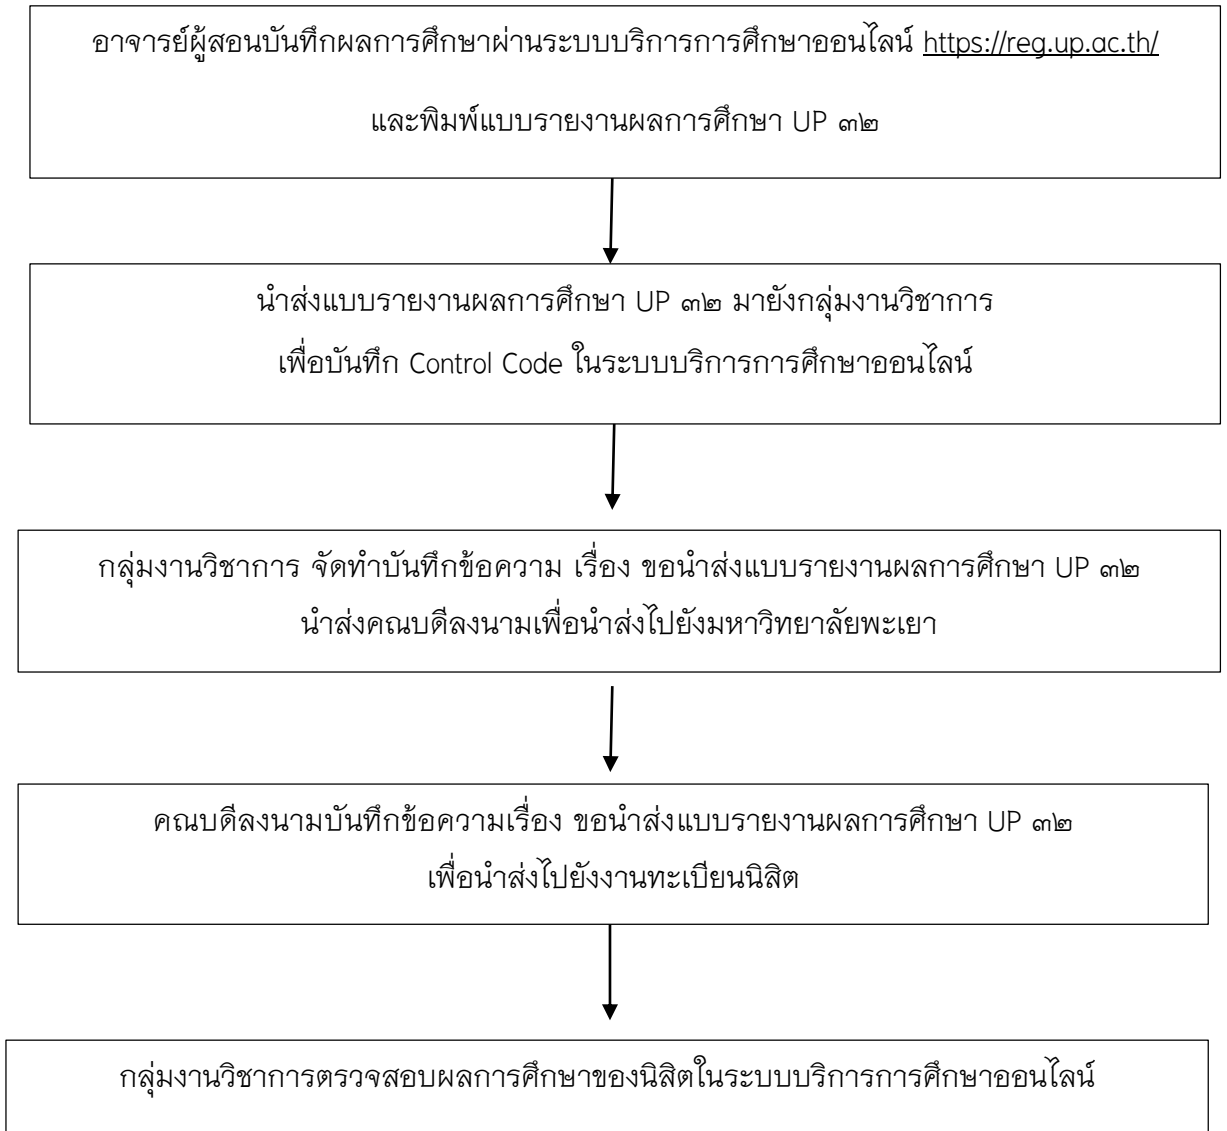 อาจารย์ผู้สอนบันทึกผลการศึกษาผ่านระบบบริการการศึกษาออนไลน์ https://reg.up.ac.th/
และพิมพ์แบบรายงานผลการศึกษา UP ๓๒
นำส่งแบบรายงานผลการศึกษา UP ๓๒ มายังกลุ่มงานวิชาการ
เพื่อบันทึก Control Code ในระบบบริการการศึกษาออนไลน์
กลุ่มงานวิชาการ จัดทำบันทึกข้อความ เรื่อง ขอนำส่งแบบรายงานผลการศึกษา UP ๓๒
นำส่งคณบดีลงนามเพื่อนำส่งไปยังมหาวิทยาลัยพะเยา
คณบดีลงนามบันทึกข้อความเรื่อง ขอนำส่งแบบรายงานผลการศึกษา UP ๓๒
เพื่อนำส่งไปยังงานทะเบียนนิสิต
กลุ่มงานวิชาการตรวจสอบผลการศึกษาของนิสิตในระบบบริการการศึกษาออนไลน์